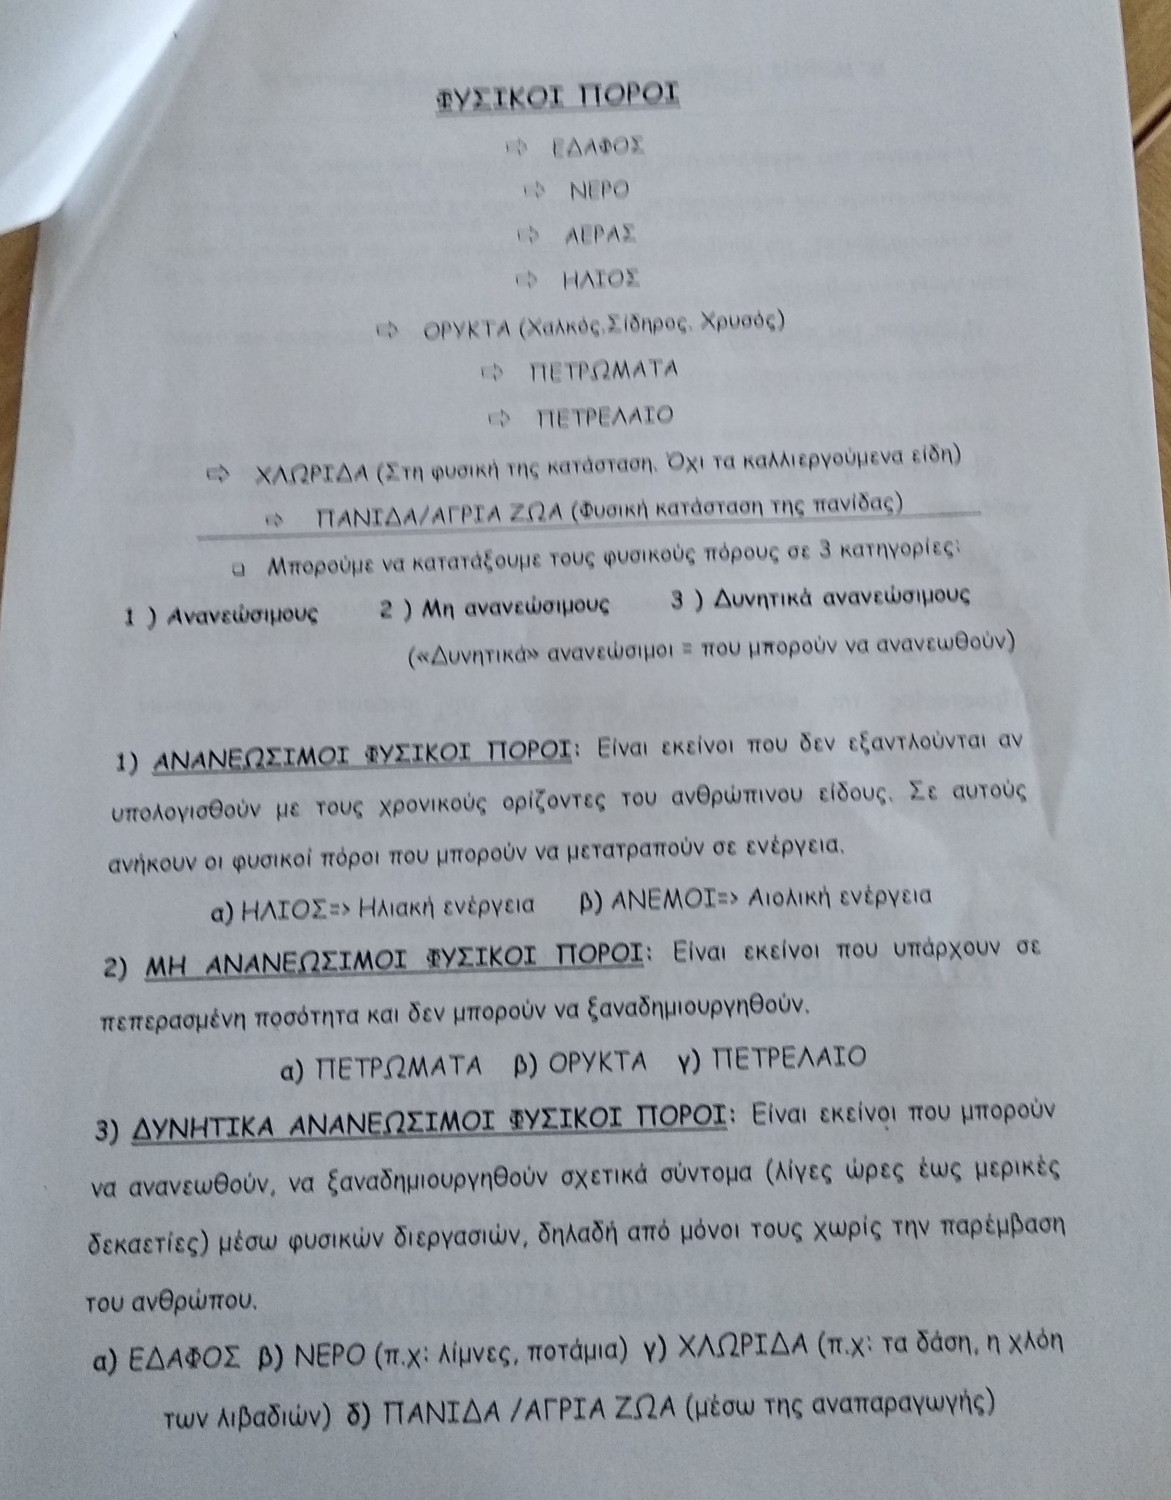 ΦΥΣΙΚΟΙ ΠΟΡΟΙ
⇨ ΕΔΑΦΟΣ
⇨ ΝΕΡΟ
⇨ ΑΕΡΑΣ
⇨ ΗΛΙΟΣ
⇨ ΟΡΥΚΤΑ (Χαλκός, Σίδηρος, Χρυσός)
⇨ ΠΕΤΡΩΜΑΤΑ
⇨ ΠΕΤΡΕΛΑΙΟ
⇨ ΧΛΩΡΙΔΑ (Στη φυσική της κατάσταση. Όχι τα καλλιεργούμενα είδη)
⇨ ΠΑΝΙΔΑ/ΑΓΡΙΑ ΖΩΑ (Φυσική κατάσταση της πανίδας)
❑ Μπορούμε να κατατάξουμε τους φυσικούς πόρους σε 3 κατηγορίες:
1 ) Ανανεώσιμους 2 ) Μη ανανεώσιμους 3 ) Δυνητικά ανανεώσιμους
(«Δυνητικά» ανανεώσιμοι = που μπορούν να ανανεωθούν)
1) ΑΝΑΝΕΩΣΙΜΟΙ ΦΥΣΙΚΟΙ ΠΟΡΟΙ: Είναι εκείνοι που δεν εξαντλούνται αν
υπολογισθούν με τους χρονικούς ορίζοντες του ανθρώπινου είδους. Σε αυτούς
ανήκουν οι φυσικοί πόροι που μπορούν να μετατραπούν σε ενέργεια.
α) ΗΛΙΟΣ=> Ηλιακή ενέργεια β) ΑΝΕΜΟΙ=> Αιολική ενέργεια
2) ΜΗ ΑΝΑΝΕΩΣΙΜΟΙ ΦΥΣΙΚΟΙ ΠΟΡΟΙ: Είναι εκείνοι που υπάρχουν σε
πεπερασμένη ποσότητα και δεν μπορούν να ξαναδημιουργηθούν.
α) ΠΕΤΡΩΜΑΤΑ β) ΟΡΥΚΤΑ γ) ΠΕΤΡΕΛΑΙΟ
3) ΔΥΝΗΤΙΚΑ ΑΝΑΝΕΩΣΙΜΟΙ ΦΥΣΙΚΟΙ ΠΟΡΟΙ: Είναι εκείνοι που μπορούν
να ανανεωθούν, να ξαναδημιουργηθούν σχετικά σύντομα (λίγες ώρες έως μερικές
δεκαετίες) μέσω φυσικών διεργασιών, δηλαδή από μόνοι τους χωρίς την παρέμβαση
του ανθρώπου.
α) ΕΔΑΦΟΣ β) ΝΕΡΟ (π.χ: λίμνες, ποτάμια) γ) ΧΛΩΡΙΔΑ (π.χ: τα δάση, η χλόη
των λιβαδιών) δ) ΠΑΝΙΔΑ /ΑΓΡΙΑ ΖΩΑ (μέσω της αναπαραγωγής)